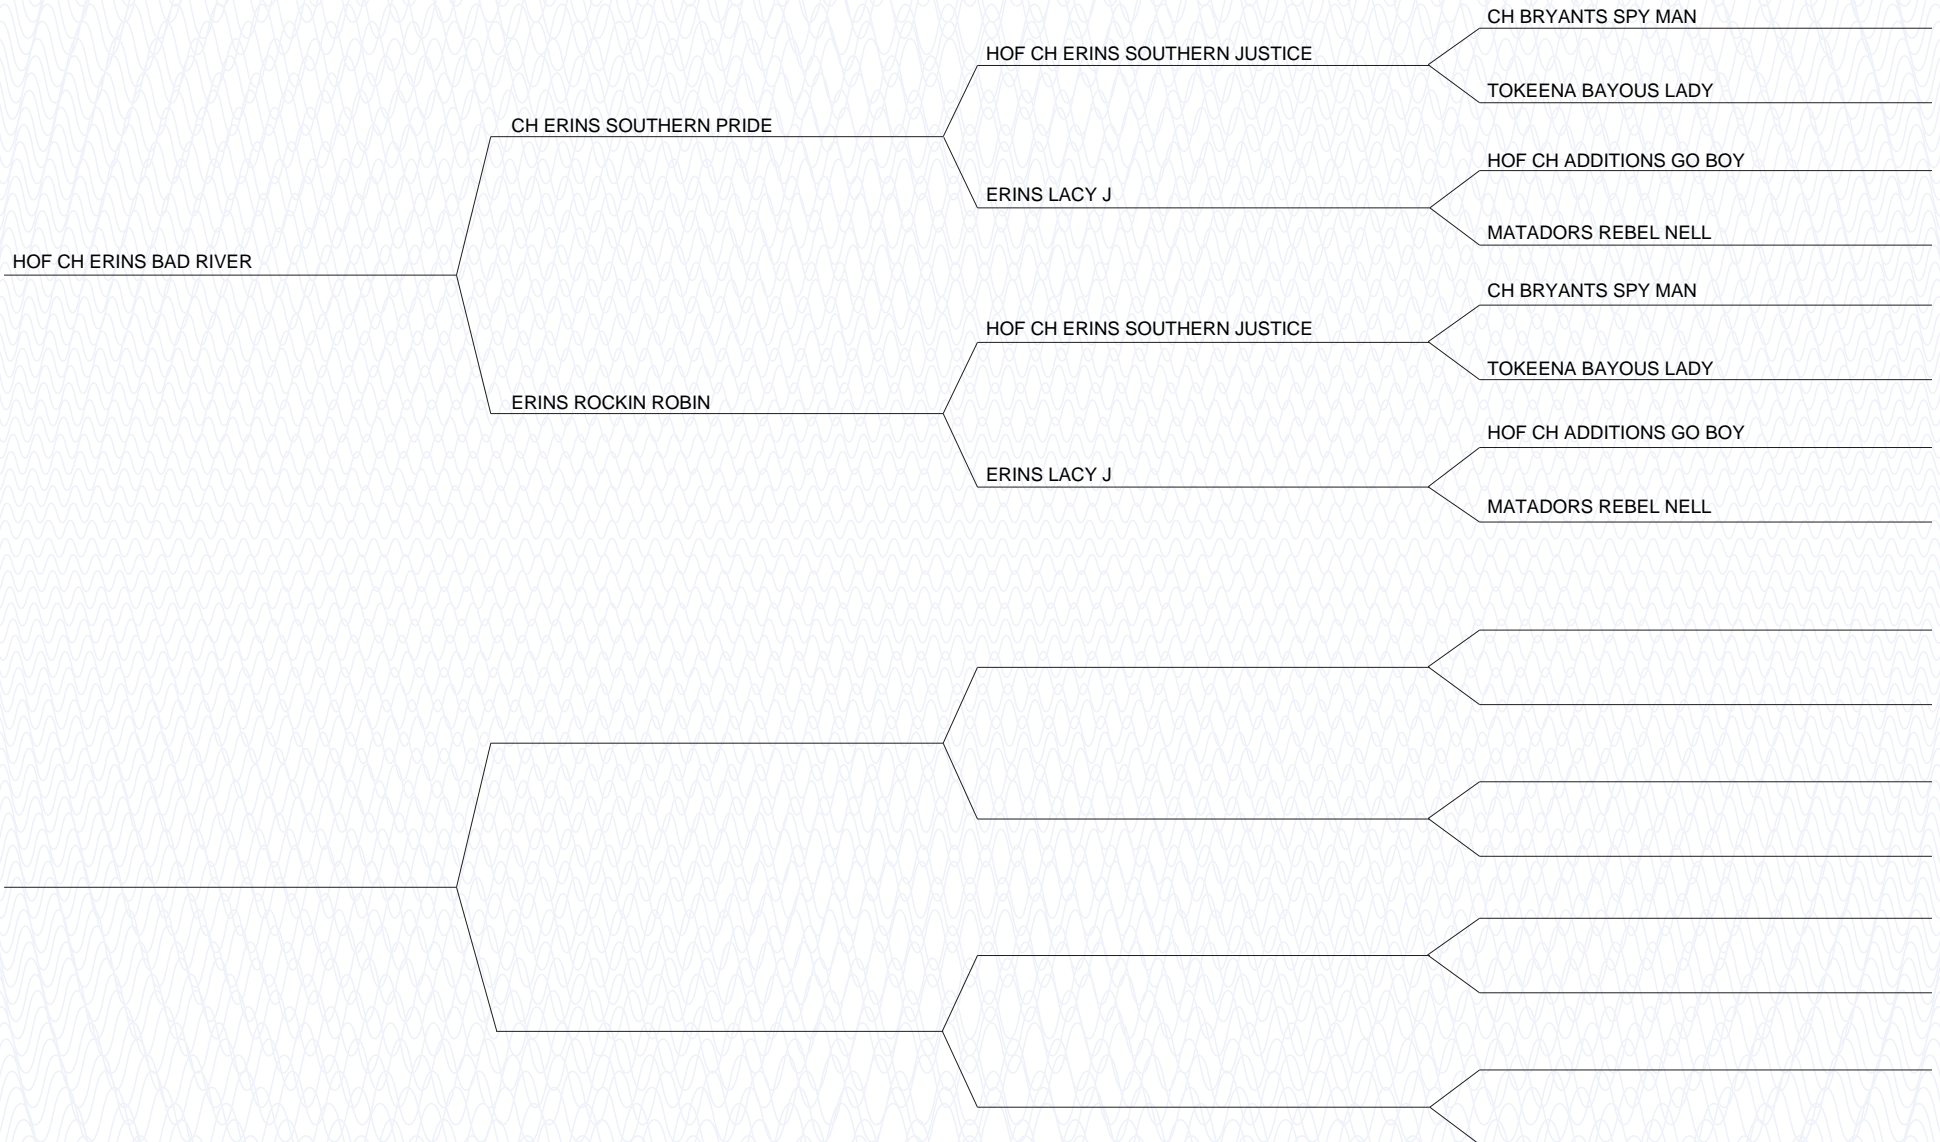 CH BRYANTS SPY MAN
HOF CH ERINS SOUTHERN JUSTICE
TOKEENA BAYOUS LADY
CH ERINS SOUTHERN PRIDE
HOF CH ADDITIONS GO BOY
ERINS LACY J
MATADORS REBEL NELL
HOF CH ERINS BAD RIVER
CH BRYANTS SPY MAN
HOF CH ERINS SOUTHERN JUSTICE
TOKEENA BAYOUS LADY
ERINS ROCKIN ROBIN
HOF CH ADDITIONS GO BOY
ERINS LACY J
MATADORS REBEL NELL